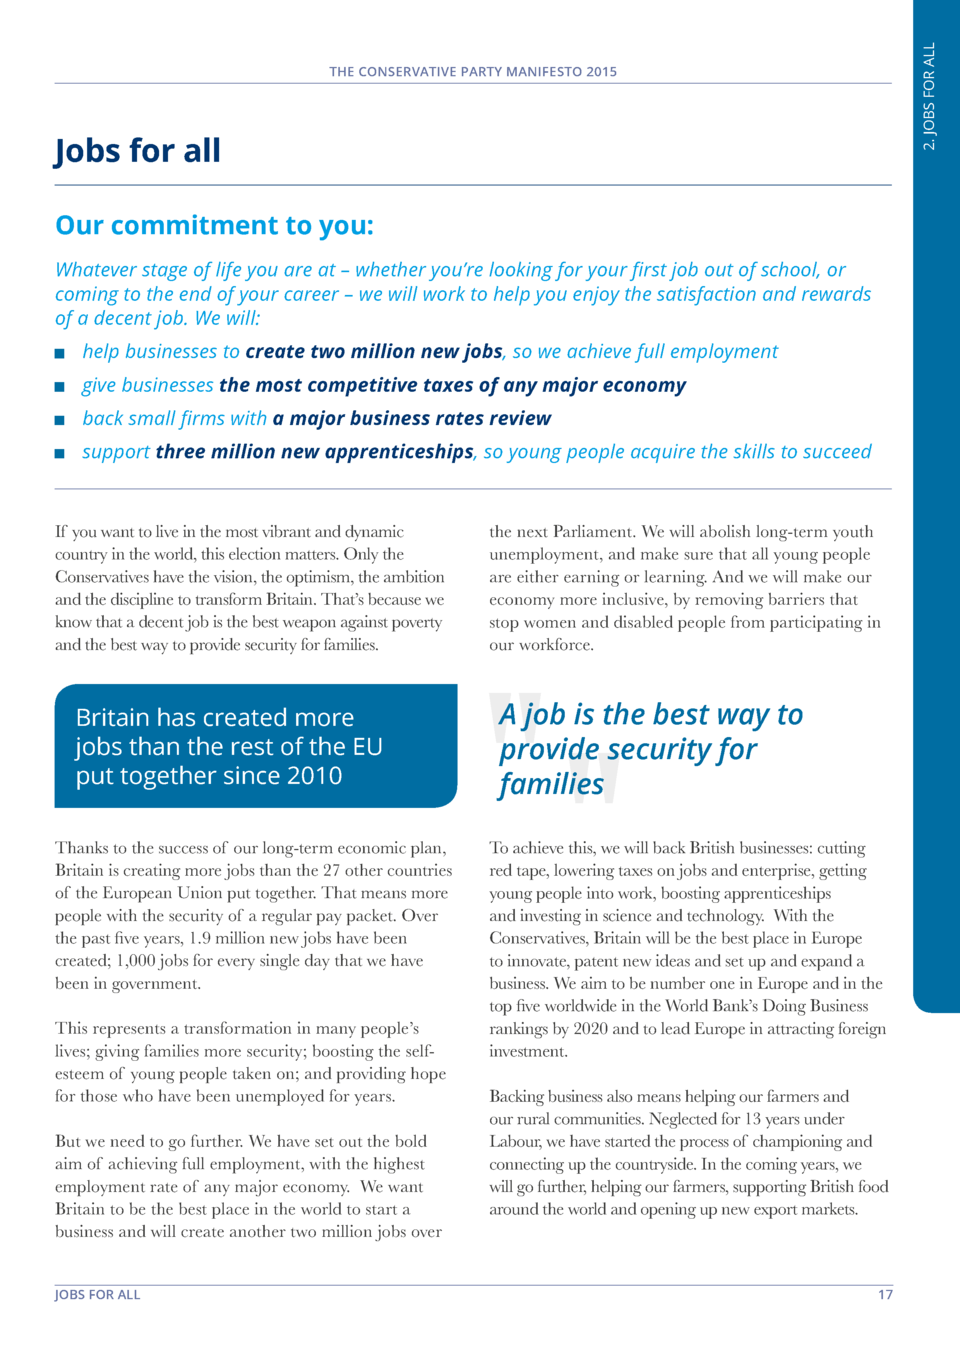 THE CONSERVATIVE PARTY MANIFESTO 2015
2. JOBS FOR ALL
Jobs for all
Our commitment to you:
Whatever stage of life you are at – whether you’re looking for your first job out of school, or
coming to the end of your career – we will work to help you enjoy the satisfaction and rewards
of a decent job. We will:
■ help businesses to create two million new jobs, so we achieve full employment
■ give businesses the most competitive taxes of any major economy
■ back small firms with a major business rates review
■ support three million new apprenticeships, so young people acquire the skills to succeed
If you want to live in the most vibrant and dynamic
country in the world, this election matters. Only the
Conservatives have the vision, the optimism, the ambition
and the discipline to transform Britain. That’s because we
know that a decent job is the best weapon against poverty
and the best way to provide security for families.
Britain has created more
jobs than the rest of the EU
put together since 2010
Thanks to the success of our long-term economic plan,
Britain is creating more jobs than the 27 other countries
of the European Union put together. That means more
people with the security of a regular pay packet. Over
the past five years, 1.9 million new jobs have been
created; 1,000 jobs for every single day that we have
been in government.
This represents a transformation in many people’s
lives; giving families more security; boosting the self-
esteem of young people taken on; and providing hope
for those who have been unemployed for years.
But we need to go further. We have set out the bold
aim of achieving full employment, with the highest
employment rate of any major economy. We want
Britain to be the best place in the world to start a
business and will create another two million jobs over
the next Parliament. We will abolish long-term youth
unemployment, and make sure that all young people
are either earning or learning. And we will make our
economy more inclusive, by removing barriers that
stop women and disabled people from participating in
our workforce.
"A job is the best way to
provide security for
families"
To achieve this, we will back British businesses: cutting
red tape, lowering taxes on jobs and enterprise, getting
young people into work, boosting apprenticeships
and investing in science and technology. With the
Conservatives, Britain will be the best place in Europe
to innovate, patent new ideas and set up and expand a
business. We aim to be number one in Europe and in the
top five worldwide in the World Bank’s Doing Business
rankings by 2020 and to lead Europe in attracting foreign
investment.
Backing business also means helping our farmers and
our rural communities. Neglected for 13 years under
Labour, we have started the process of championing and
connecting up the countryside. In the coming years, we
will go further, helping our farmers, supporting British food
around the world and opening up new export markets.
JOBS FOR ALL
17